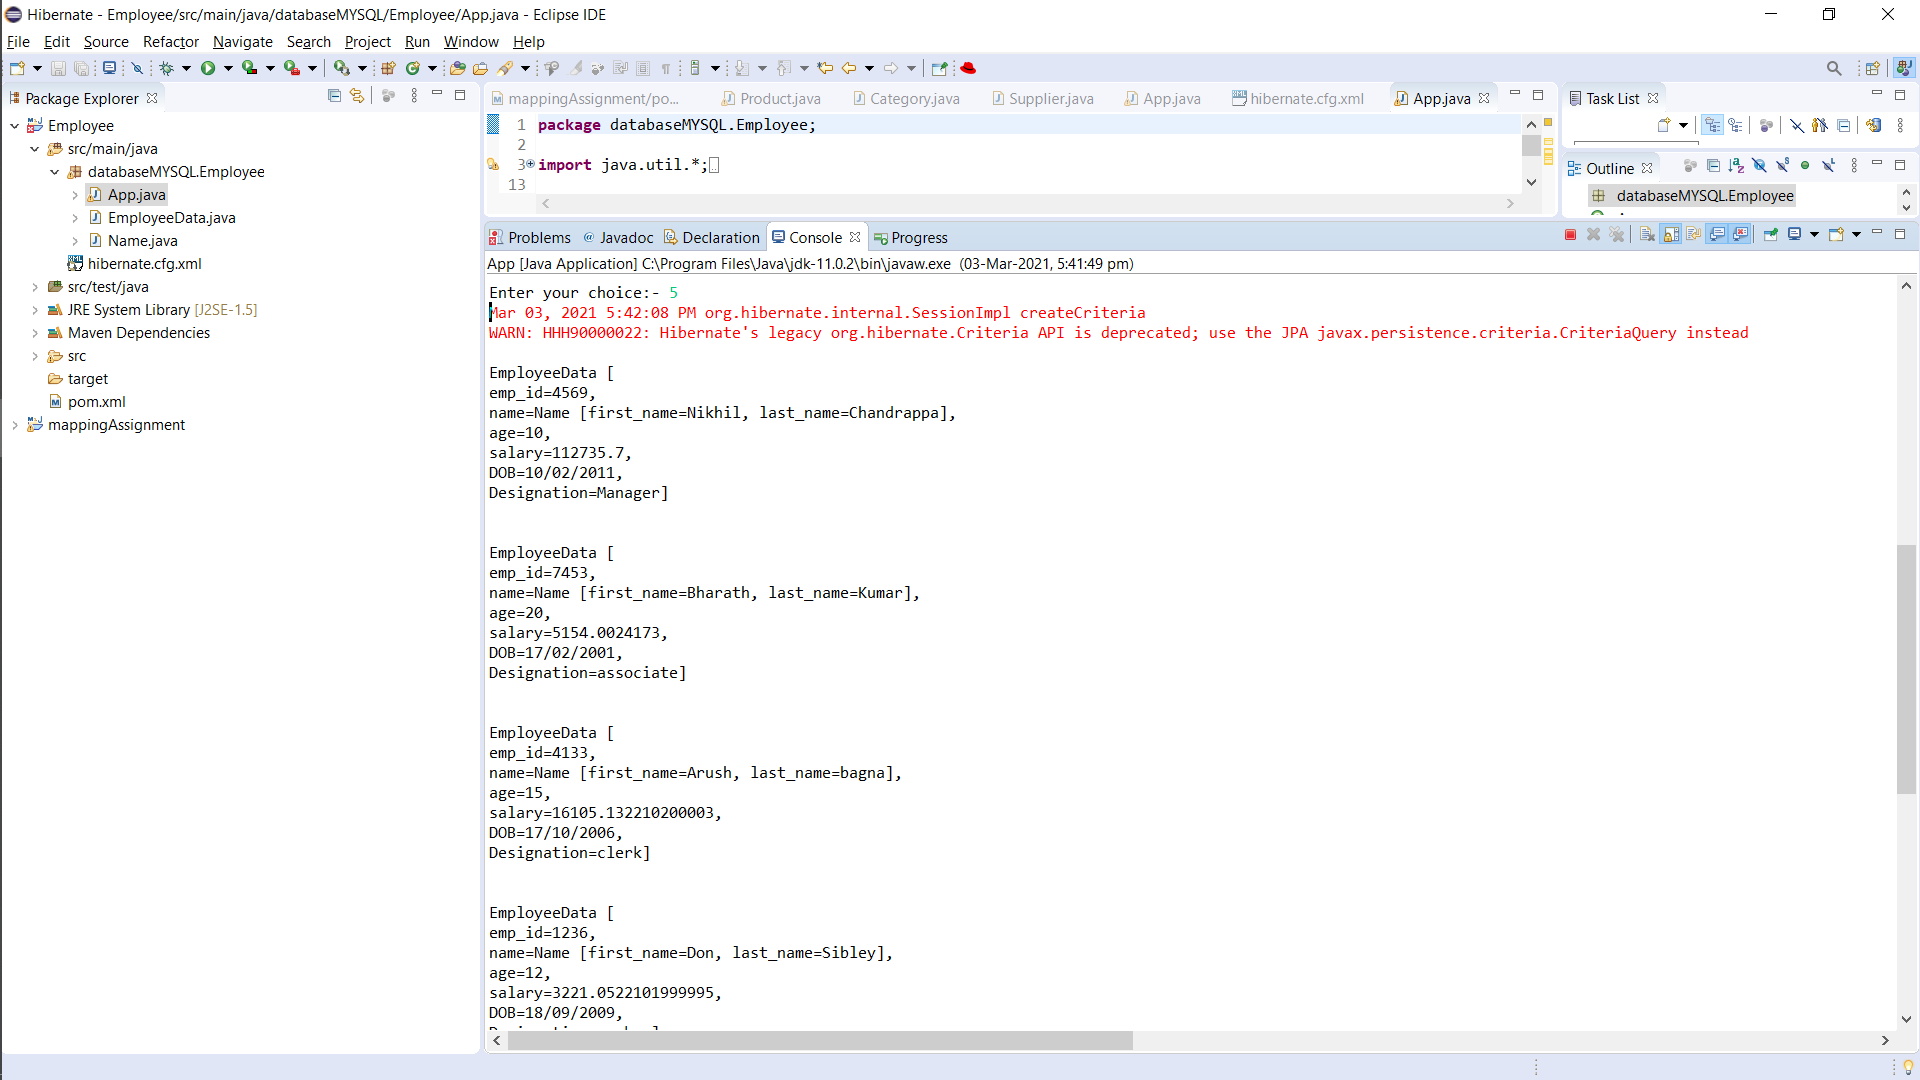 Hibernate - Employee/src/main/java/databaseMYSQL/Employee/App.java - Eclipse IDE
File Edit Source Refactor Navigate Search Project Run Window Help
Package Explorer
Employee
src/main/java
databaseMYSQL.Employee
App.java
EmployeeData.java
Name.java
hibernate.cfg.xml
src/test/java
JRE System Library [J2SE-1.5]
Maven Dependencies
src
target
pom.xml
mappingAssignment
mappingAssignment/po... Product.java Category.java Supplier.java App.java hibernate.cfg.xml App.java
1 package databaseMYSQL.Employee;
2
3 import java.util.*;
13
Task List
Outline
databaseMYSQL.Employee
Problems Javadoc Declaration Console Progress
App [Java Application] C:\Program Files\Java\jdk-11.0.2\bin\javaw.exe (03-Mar-2021, 5:41:49 pm)
Enter your choice:- 5
Mar 03, 2021 5:42:08 PM org.hibernate.internal.SessionImpl createCriteria
WARN: HHH90000022: Hibernate's legacy org.hibernate.Criteria API is deprecated; use the JPA javax.persistence.criteria.CriteriaQuery instead
EmployeeData [
emp_id=4569,
name=Name [first_name=Nikhil, last_name=Chandrappa],
age=10,
salary=112735.7,
DOB=10/02/2011,
Designation=Manager]
EmployeeData [
emp_id=7453,
name=Name [first_name=Bharath, last_name=Kumar],
age=20,
salary=5154.0024173,
DOB=17/02/2001,
Designation=associate]
EmployeeData [
emp_id=4133,
name=Name [first_name=Arush, last_name=bagna],
age=15,
salary=16105.132210200003,
DOB=17/10/2006,
Designation=clerk]
EmployeeData [
emp_id=1236,
name=Name [first_name=Don, last_name=Sibley],
age=12,
salary=3221.0522101999995,
DOB=18/09/2009,